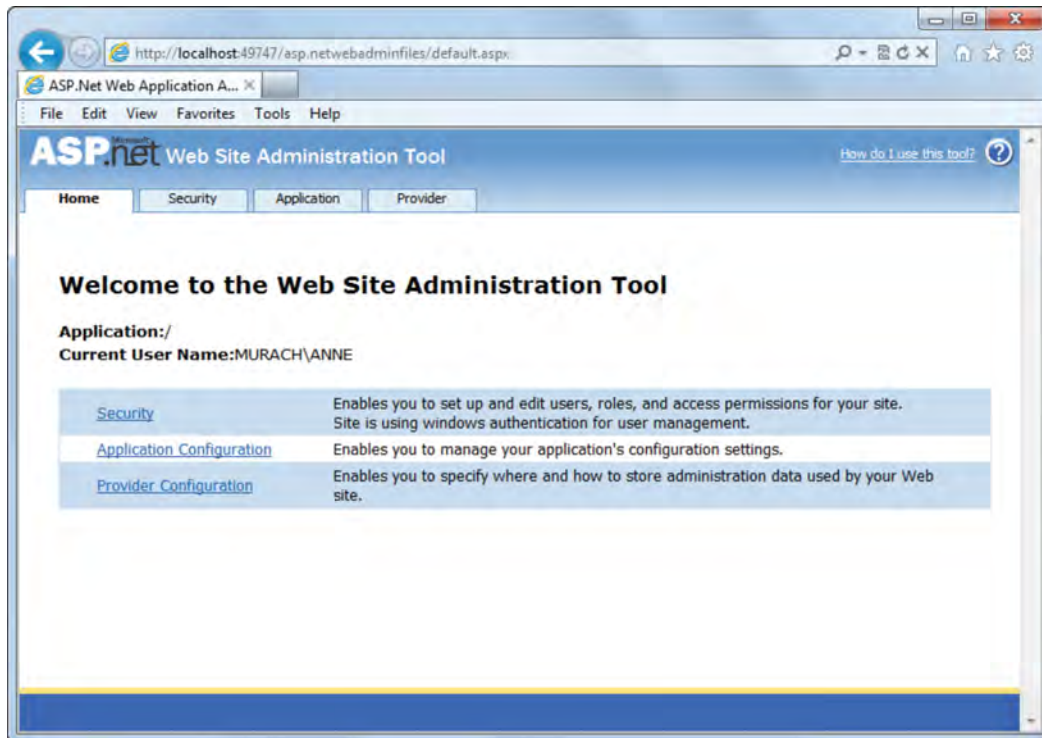 http://localhost:49747/asp.netwebadminfiles/default.aspx
ASP.Net Web Application A...
File Edit View Favorites Tools Help
Microsoft
ASP.net Web Site Administration Tool How do I use this tool? ?
Home Security Application Provider
Welcome to the Web Site Administration Tool
Application:/
Current User Name:MURACH\ANNE
Security Enables you to set up and edit users, roles, and access permissions for your site.
Site is using windows authentication for user management.
Application Configuration Enables you to manage your application's configuration settings.
Provider Configuration Enables you to specify where and how to store administration data used by your Web
site.